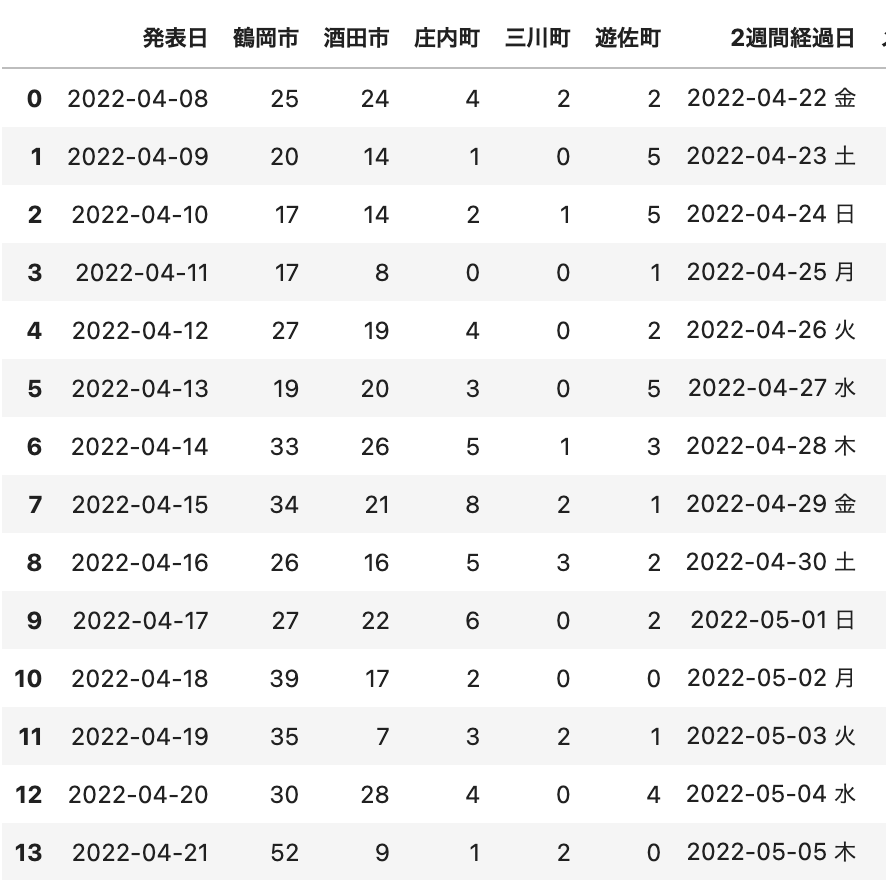 発表日 鶴岡市 酒田市 庄内町 三川町 遊佐町 2週間経過日
0 2022-04-08 25 24 4 2 2 2022-04-22 金
1 2022-04-09 20 14 1 0 5 2022-04-23 土
2 2022-04-10 17 14 2 1 5 2022-04-24 日
3 2022-04-11 17 8 0 0 1 2022-04-25 月
4 2022-04-12 27 19 4 0 2 2022-04-26 火
5 2022-04-13 19 20 3 0 5 2022-04-27 水
6 2022-04-14 33 26 5 1 3 2022-04-28 木
7 2022-04-15 34 21 8 2 1 2022-04-29 金
8 2022-04-16 26 16 5 3 2 2022-04-30 土
9 2022-04-17 27 22 6 0 2 2022-05-01 日
10 2022-04-18 39 17 2 0 0 2022-05-02 月
11 2022-04-19 35 7 3 2 1 2022-05-03 火
12 2022-04-20 30 28 4 0 4 2022-05-04 水
13 2022-04-21 52 9 1 2 0 2022-05-05 木